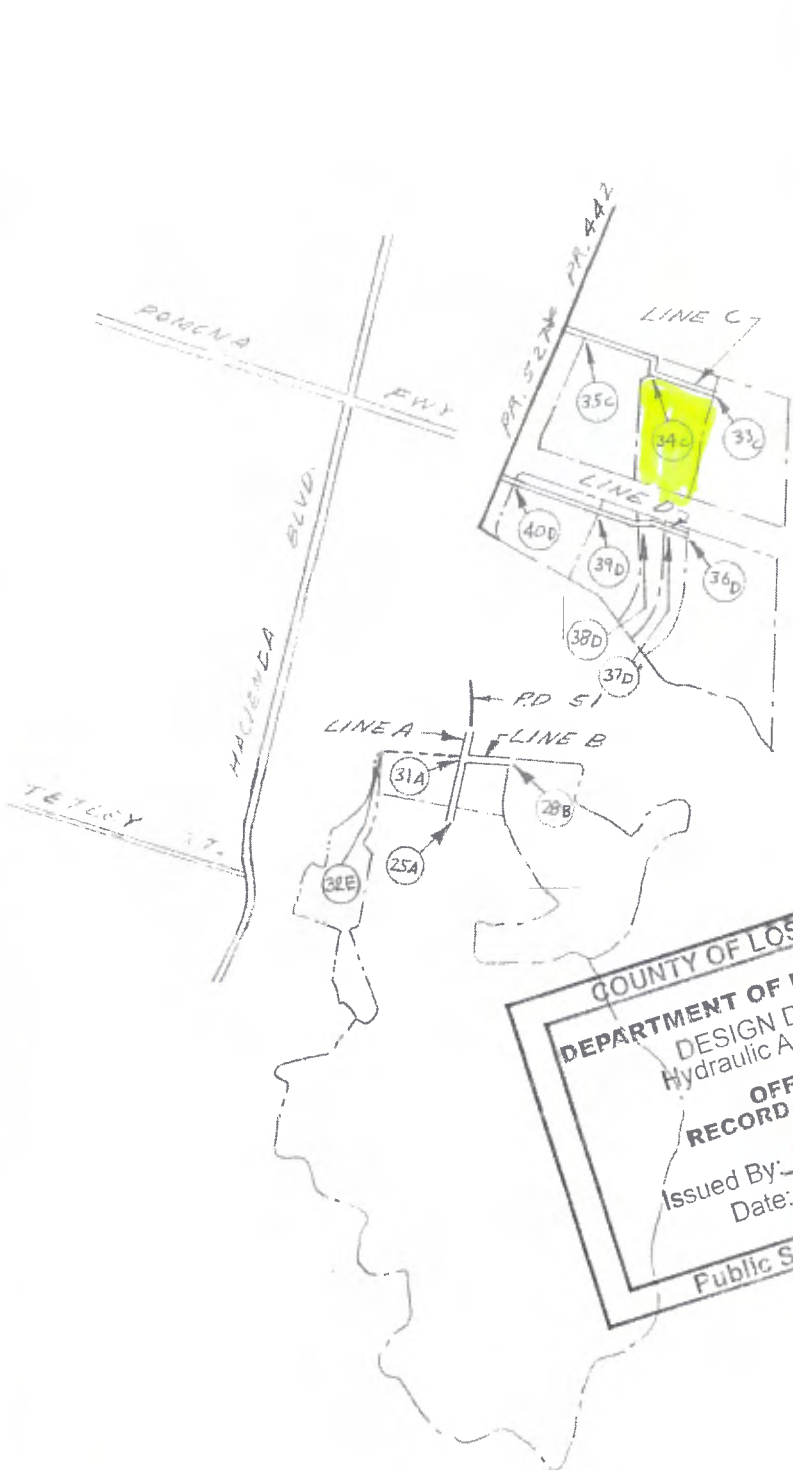 PR. 442
PR. 527
LINE C
POMONA
FWY
35C
34C
33C
LINE D
BLVD.
40D
39D
36D
38D
37D
HACIENDA
P.D 51
LINE A
LINE B
31A
28B
TETLEY ST.
25A
32E
COUNTY OF LOS
DEPARTMENT OF
DESIGN D
Hydraulic A
OFF
RECORD
Issued By:
Date:
Public S